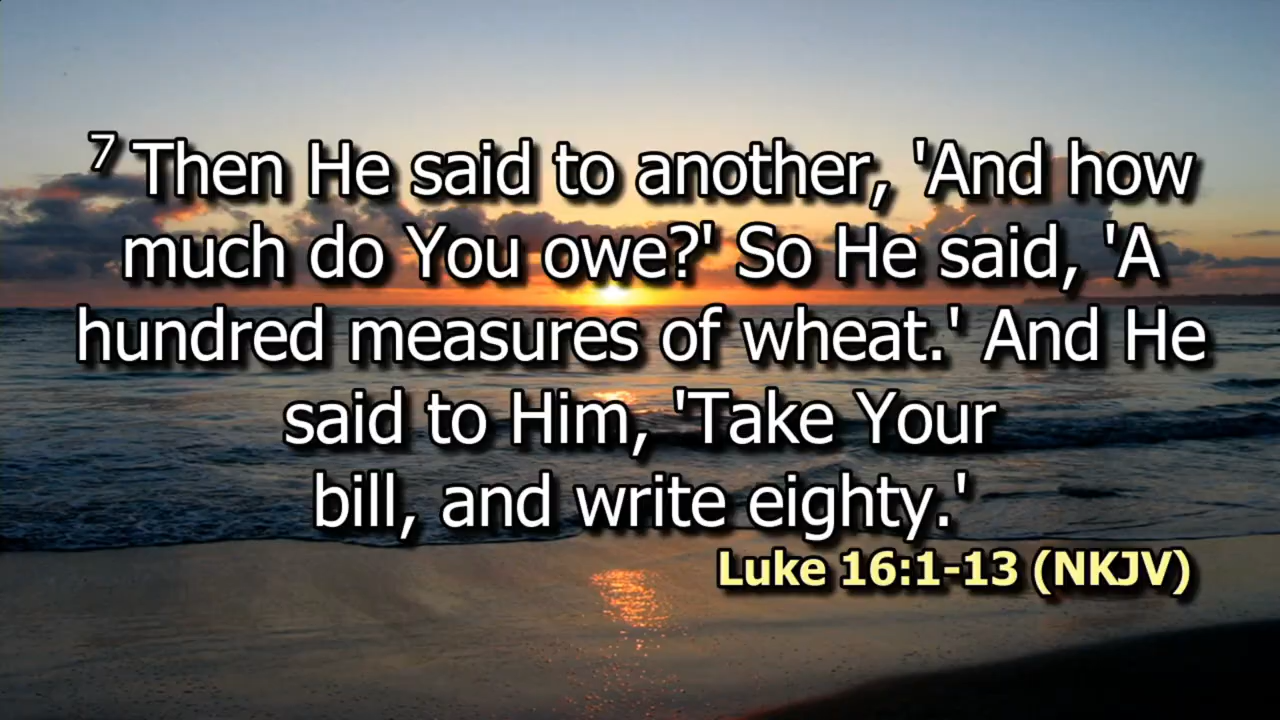 7 Then He said to another, 'And how
much do You owe?' So He said, 'A
hundred measures of wheat.' And He
said to Him, 'Take Your
bill, and write eighty.'
Luke 16:1-13 (NKJV)